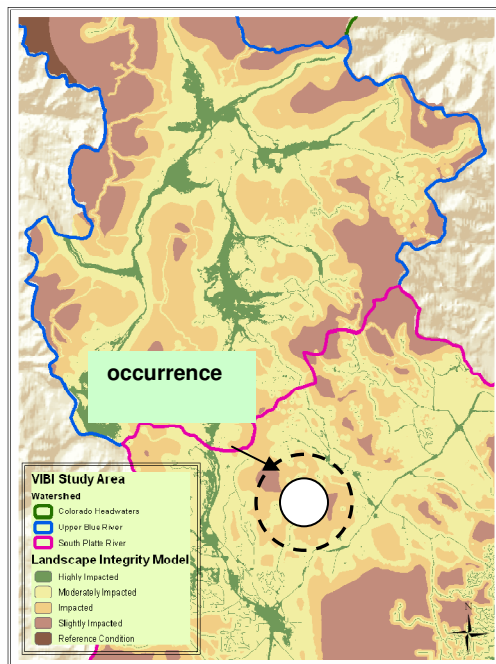 occurrence
VIBI Study Area
Watershed
Colorado Headwaters
Upper Blue River
South Platte River
Landscape Integrity Model
Highly Impacted
Moderately Impacted
Impacted
Slightly Impacted
Reference Condition
N